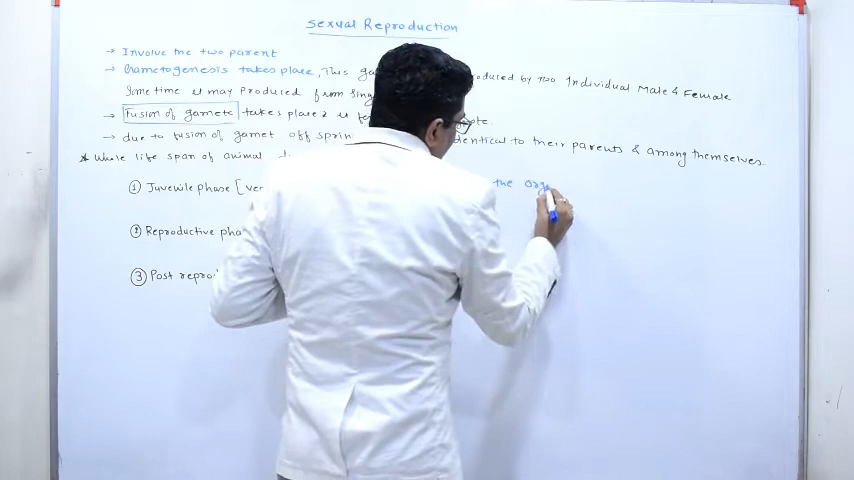 Sexual Reproduction
→ Involve the two parent
→ Gametogenesis takes place, This ga oduced by two Individual Male & Female
Some time it may produced from sing
→ Fusion of gamete takes place & is fo ote.
→ due to fusion of gamet off sprin dentical to their parents & among themselves.
* Whole life span of animal d
① Juvenile phase [ver the org
② Reproductive pha
③ Post repro